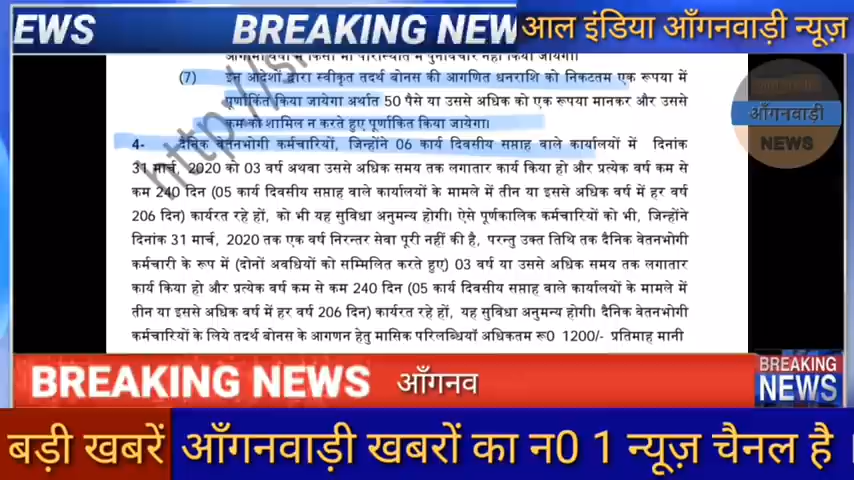 EWS
BREAKING NEW
आल इंडिया आँगनवाड़ी न्यूज़
(7) इन आदेशों द्वारा स्वीकृत तदर्थ बोनस की आगणित धनराशि को निकटतम एक रूपया में
पूर्णांकित किया जायेगा अर्थात 50 पैसे या उससे अधिक को एक रूपया मानकर और उससे
कम को शामिल न करते हुए पूर्णांकित किया जायेगा।
4- दैनिक वेतनभोगी कर्मचारियों, जिन्होंने 06 कार्य दिवसीय सप्ताह वाले कार्यालयों में दिनांक
31 मार्च, 2020 को 03 वर्ष अथवा उससे अधिक समय तक लगातार कार्य किया हो और प्रत्येक वर्ष कम से
कम 240 दिन (05 कार्य दिवसीय सप्ताह वाले कार्यालयों के मामले में तीन या इससे अधिक वर्ष में हर वर्ष
206 दिन) कार्यरत रहे हों, को भी यह सुविधा अनुमन्य होगी। ऐसे पूर्णकालिक कर्मचारियों को भी, जिन्होंने
दिनांक 31 मार्च, 2020 तक एक वर्ष निरन्तर सेवा पूरी नहीं की है, परन्तु उक्त तिथि तक दैनिक वेतनभोगी
कर्मचारी के रूप में (दोनों अवधियों को सम्मिलित करते हुए) 03 वर्ष या उससे अधिक समय तक लगातार
कार्य किया हो और प्रत्येक वर्ष कम से कम 240 दिन (05 कार्य दिवसीय सप्ताह वाले कार्यालयों के मामले में
तीन या इससे अधिक वर्ष में हर वर्ष 206 दिन) कार्यरत रहे हों, यह सुविधा अनुमन्य होगी। दैनिक वेतनभोगी
कर्मचारियों के लिये तदर्थ बोनस के आगणन हेतु मासिक परिलब्धियाँ अधिकतम रू0 1200/- प्रतिमाह मानी
http://s
आँगनवाड़ी
NEWS
BREAKING NEWS
आँगनव
BREAKING
NEWS
बड़ी खबरें
आँगनवाड़ी खबरों का न0 1 न्यूज़ चैनल है ।